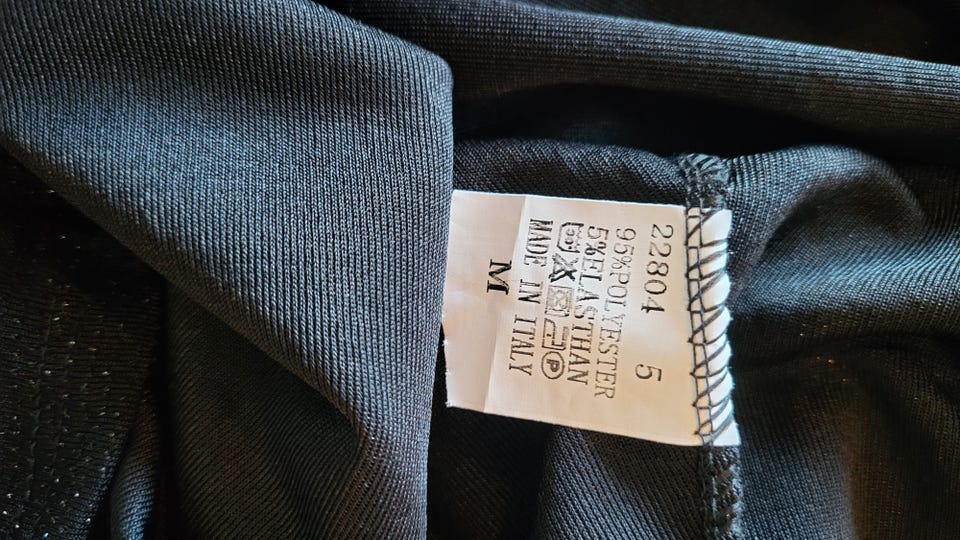 22804 5
95%POLYESTER
5%ELASTHAN
P
MADE IN ITALY
M